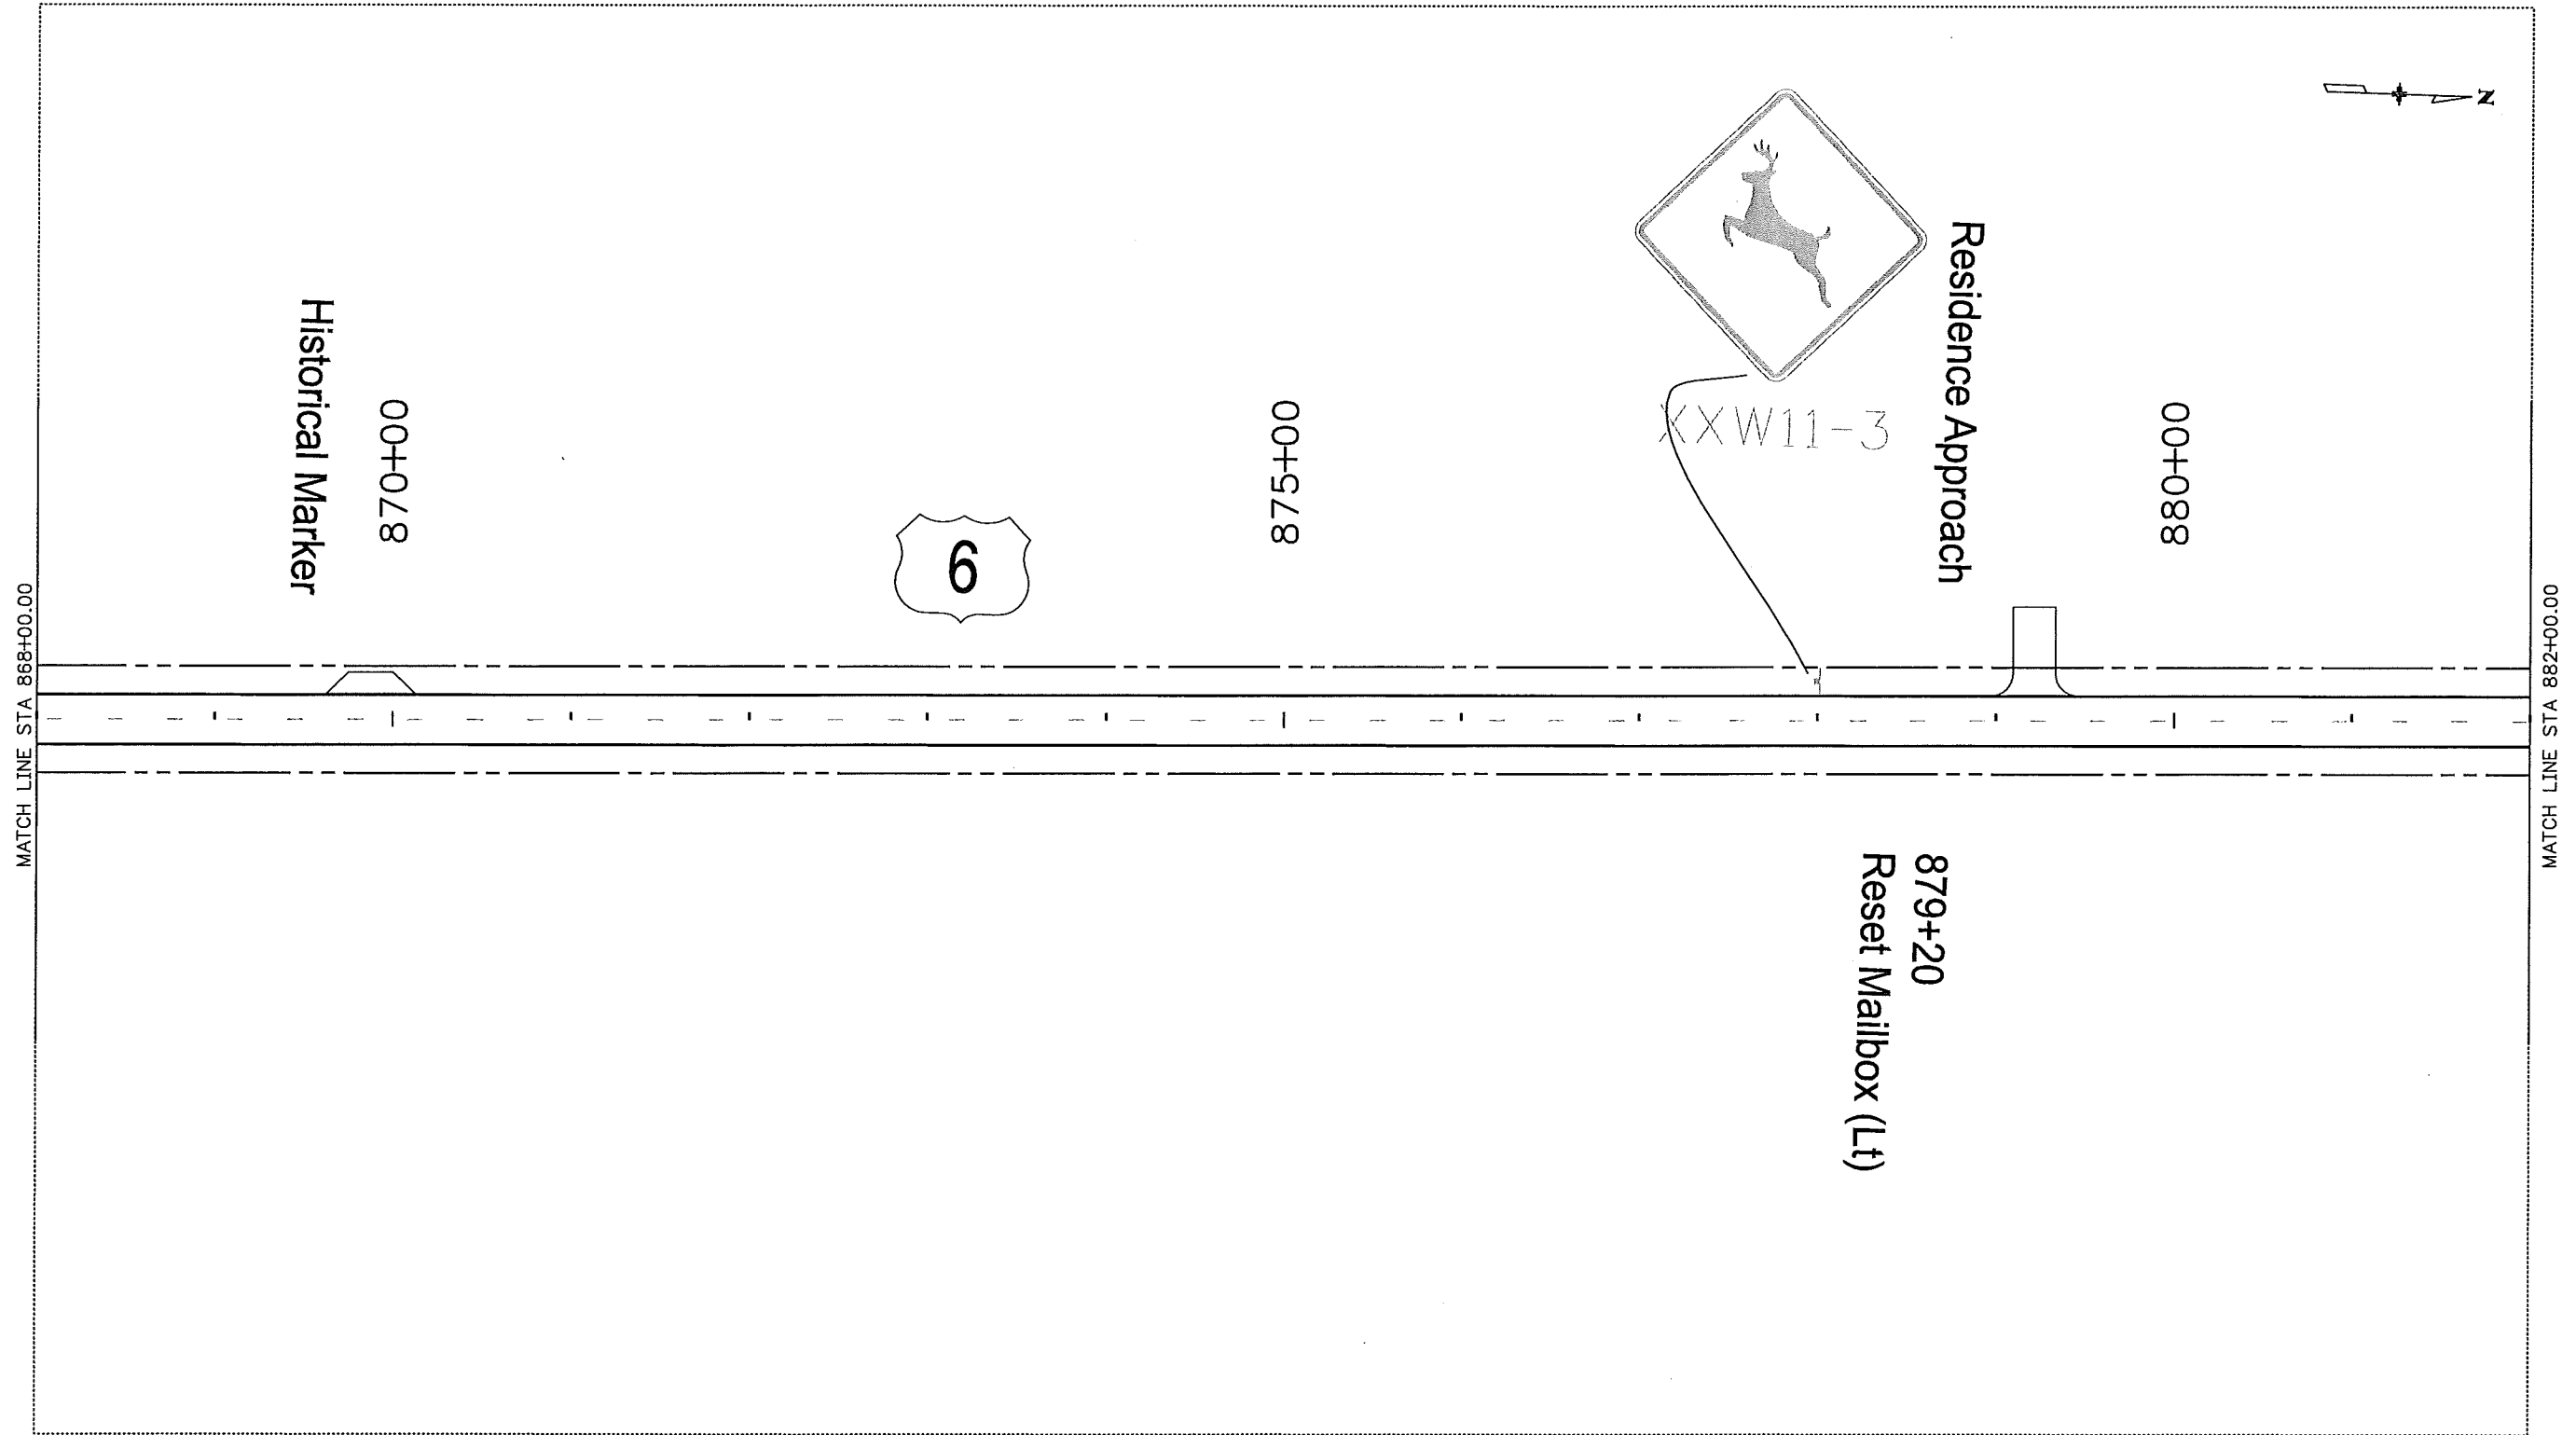 N
Residence Approach
XXW11-3
Historical Marker
870+00
875+00
880+00
6
MATCH LINE STA 868+00.00
MATCH LINE STA 882+00.00
879+20
Reset Mailbox (Lt)